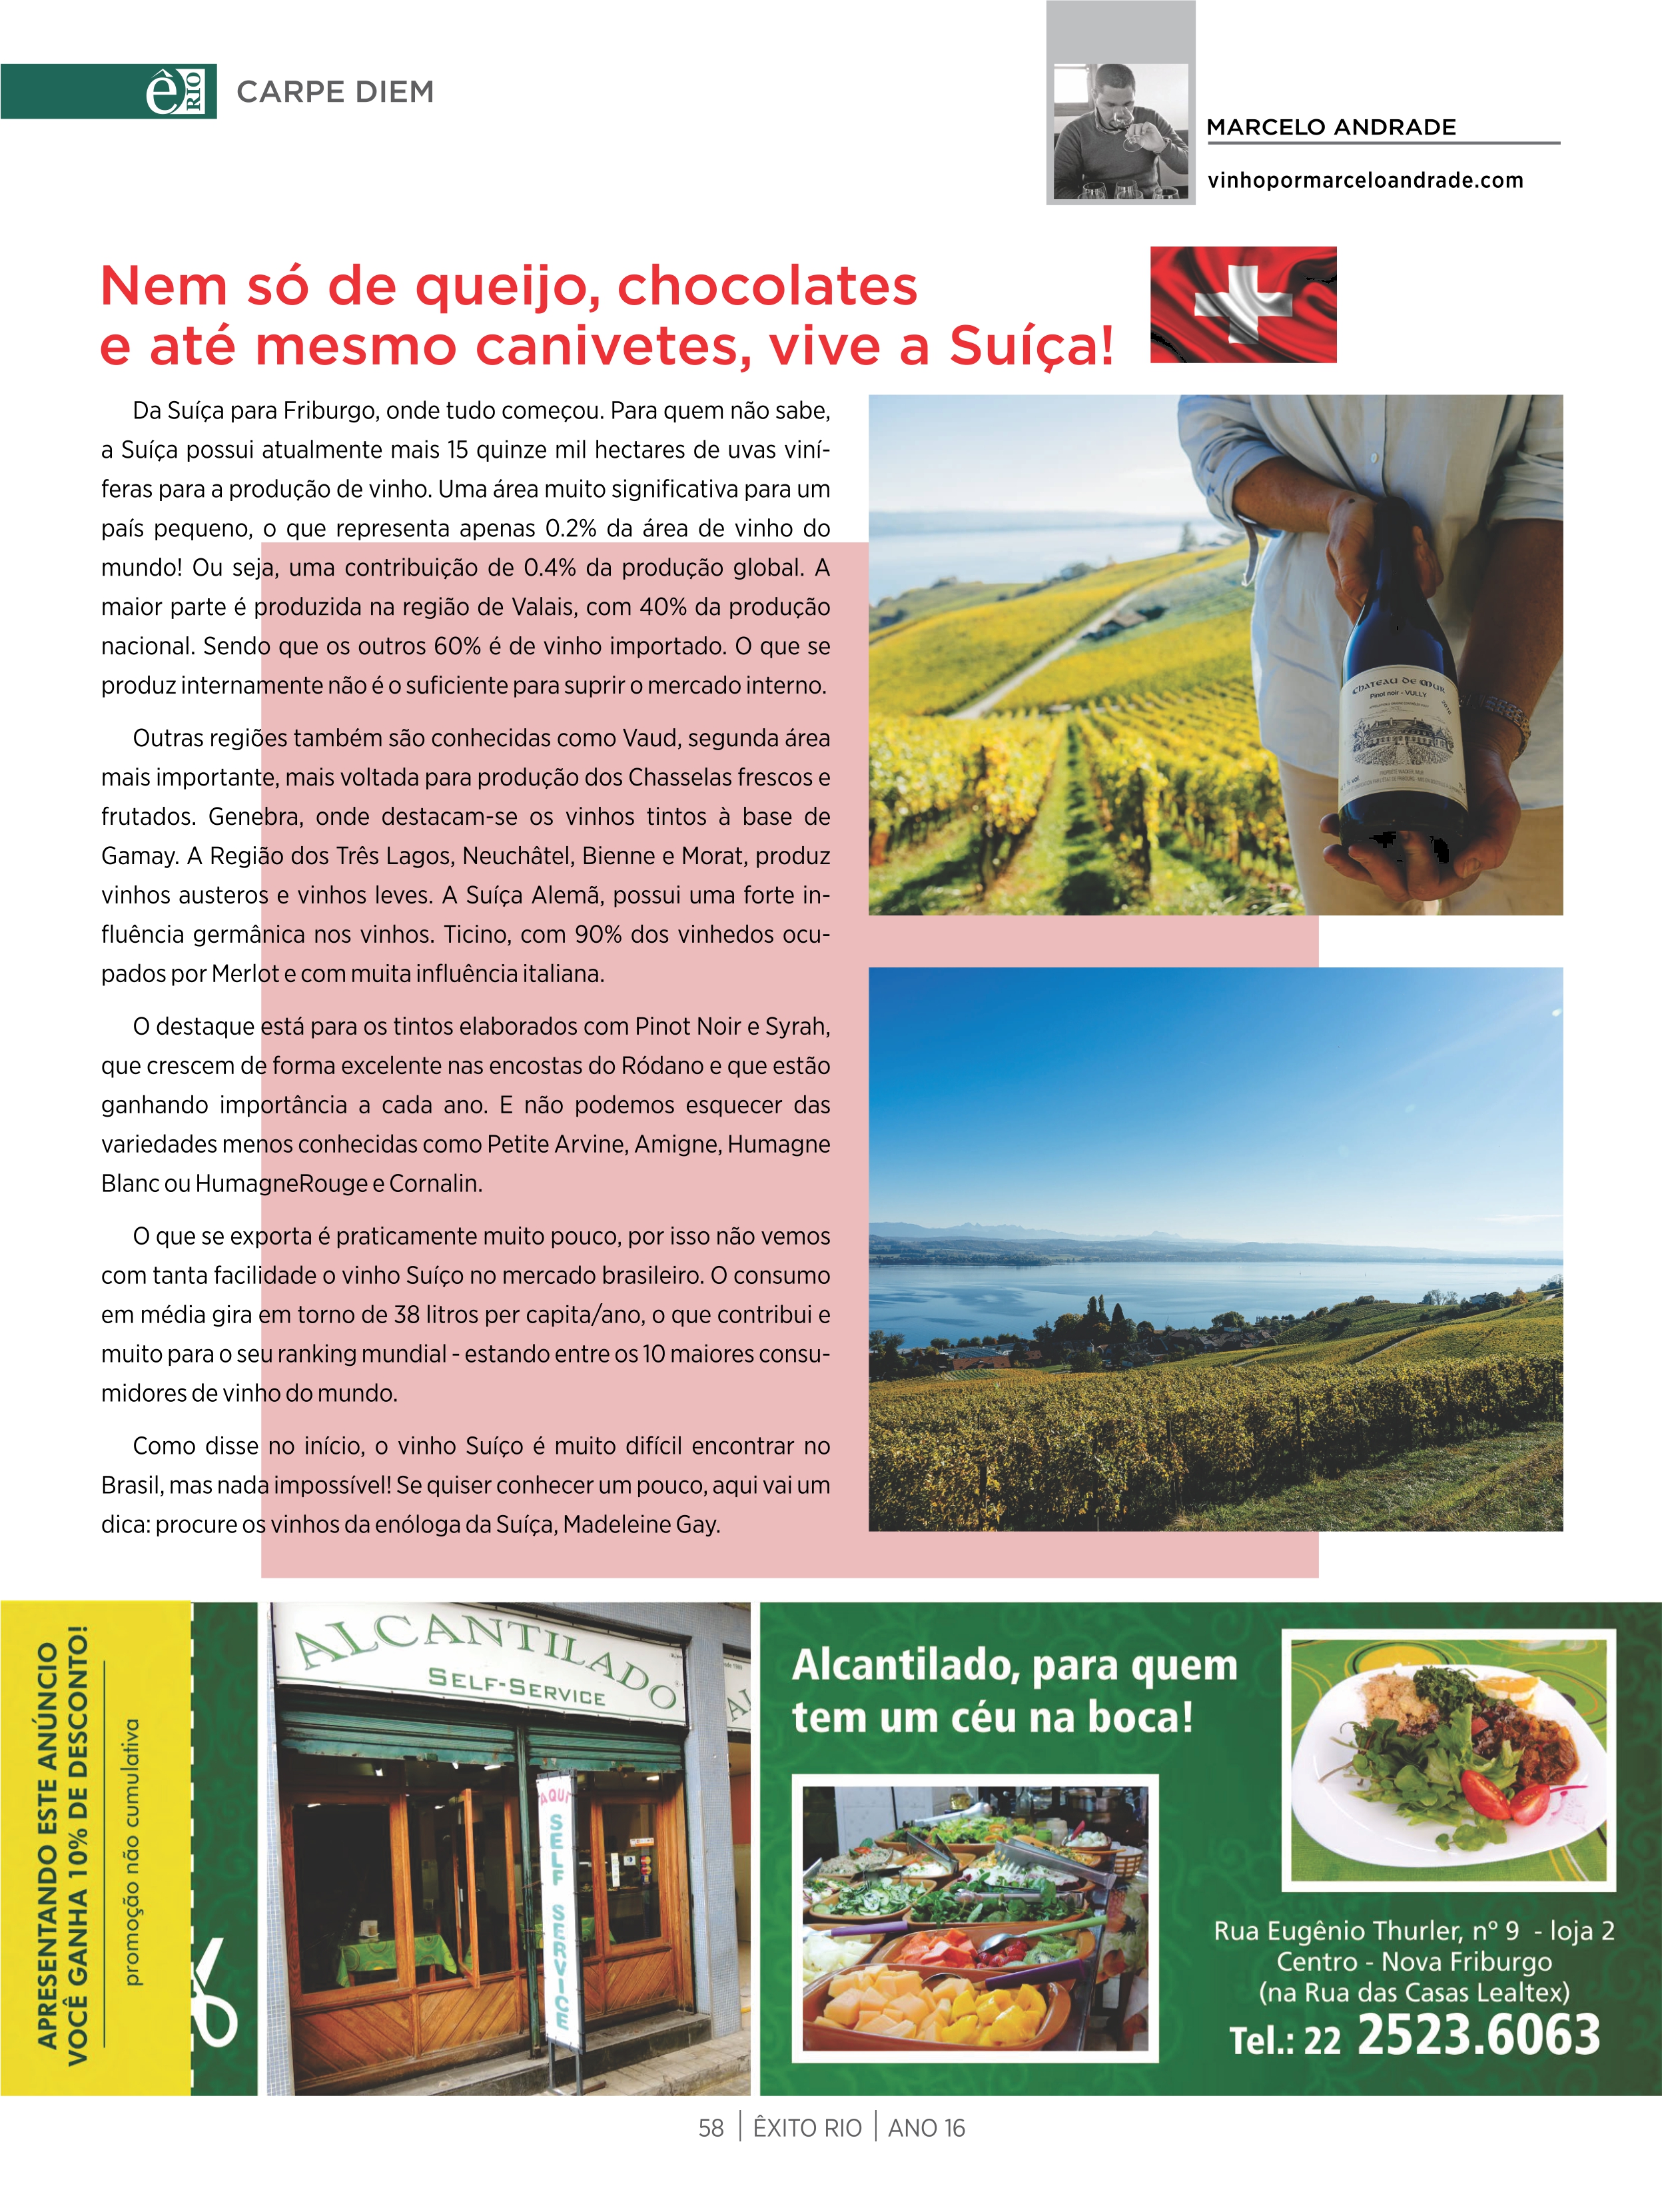 ê RIO
CARPE DIEM
MARCELO ANDRADE
vinhopormarceloandrade.com
Nem só de queijo, chocolates
e até mesmo canivetes, vive a Suíça!
Da Suíça para Friburgo, onde tudo começou. Para quem não sabe,
a Suíça possui atualmente mais 15 quinze mil hectares de uvas viní-
feras para a produção de vinho. Uma área muito significativa para um
país pequeno, o que representa apenas 0.2% da área de vinho do
mundo! Ou seja, uma contribuição de 0.4% da produção global. A
maior parte é produzida na região de Valais, com 40% da produção
nacional. Sendo que os outros 60% é de vinho importado. O que se
produz internamente não é o suficiente para suprir o mercado interno.
Outras regiões também são conhecidas como Vaud, segunda área
mais importante, mais voltada para produção dos Chasselas frescos e
frutados. Genebra, onde destacam-se os vinhos tintos à base de
Gamay. A Região dos Três Lagos, Neuchâtel, Bienne e Morat, produz
vinhos austeros e vinhos leves. A Suíça Alemã, possui uma forte in-
fluência germânica nos vinhos. Ticino, com 90% dos vinhedos ocu-
pados por Merlot e com muita influência italiana.
O destaque está para os tintos elaborados com Pinot Noir e Syrah,
que crescem de forma excelente nas encostas do Ródano e que estão
ganhando importância a cada ano. E não podemos esquecer das
variedades menos conhecidas como Petite Arvine, Amigne, Humagne
Blanc ou HumagneRouge e Cornalin.
O que se exporta é praticamente muito pouco, por isso não vemos
com tanta facilidade o vinho Suíço no mercado brasileiro. O consumo
em média gira em torno de 38 litros per capita/ano, o que contribui e
muito para o seu ranking mundial - estando entre os 10 maiores consu-
midores de vinho do mundo.
Como disse no início, o vinho Suíço é muito difícil encontrar no
Brasil, mas nada impossível! Se quiser conhecer um pouco, aqui vai um
dica: procure os vinhos da enóloga da Suíça, Madeleine Gay.
CHATEAU DE MUR
Pinot noir - VULLY
2016
APRESENTANDO ESTE ANÚNCIO
VOCÊ GANHA 10% DE DESCONTO!
promoção não cumulativa
ALCANTILADO
SELF-SERVICE
AQUI
SELF SERVICE
Alcantilado, para quem
tem um céu na boca!
Rua Eugênio Thurler, nº 9 - loja 2
Centro - Nova Friburgo
(na Rua das Casas Lealtex)
Tel.: 22 2523.6063
58 | ÊXITO RIO | ANO 16